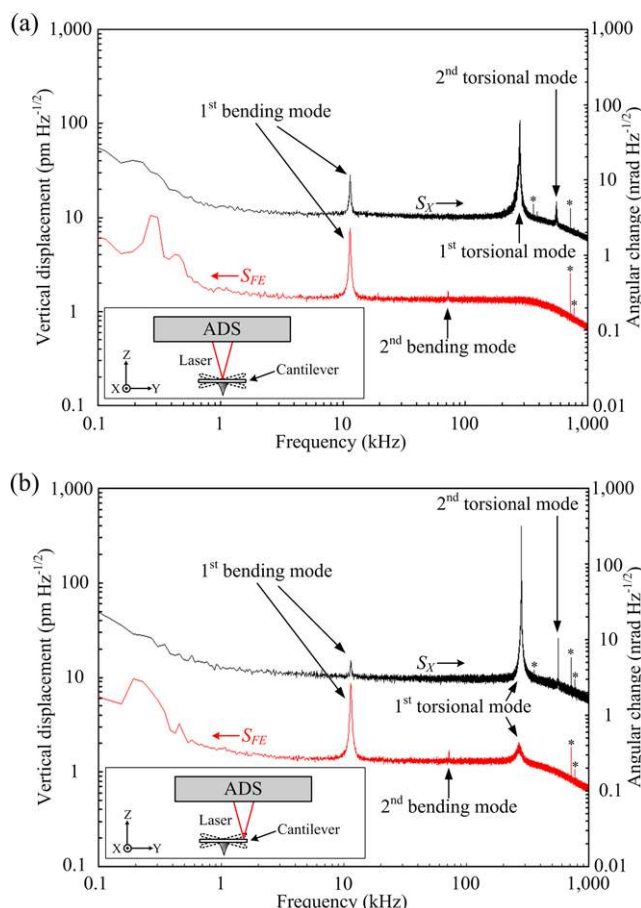 (a)
1,000
1,000
2nd torsional mode
1st bending mode
100
100
10
10
SX →
* * *
1st torsional mode
*
*
← SFE
1
1
ADS
2nd bending mode
0.1
Laser
Cantilever
Z
X
Y
0.1
0.01
0.1
1
10
100
1,000
Frequency (kHz)
Vertical displacement (pm Hz-1/2)
Angular change (nrad Hz-1/2)
(b)
1,000
1,000
2nd torsional mode
1st bending mode
100
100
10
10
SX →
* * *
1st torsional mode
*
*
← SFE
1
1
ADS
2nd bending mode
0.1
Laser
Cantilever
Z
X
Y
0.1
0.01
0.1
1
10
100
1,000
Frequency (kHz)
Vertical displacement (pm Hz-1/2)
Angular change (nrad Hz-1/2)